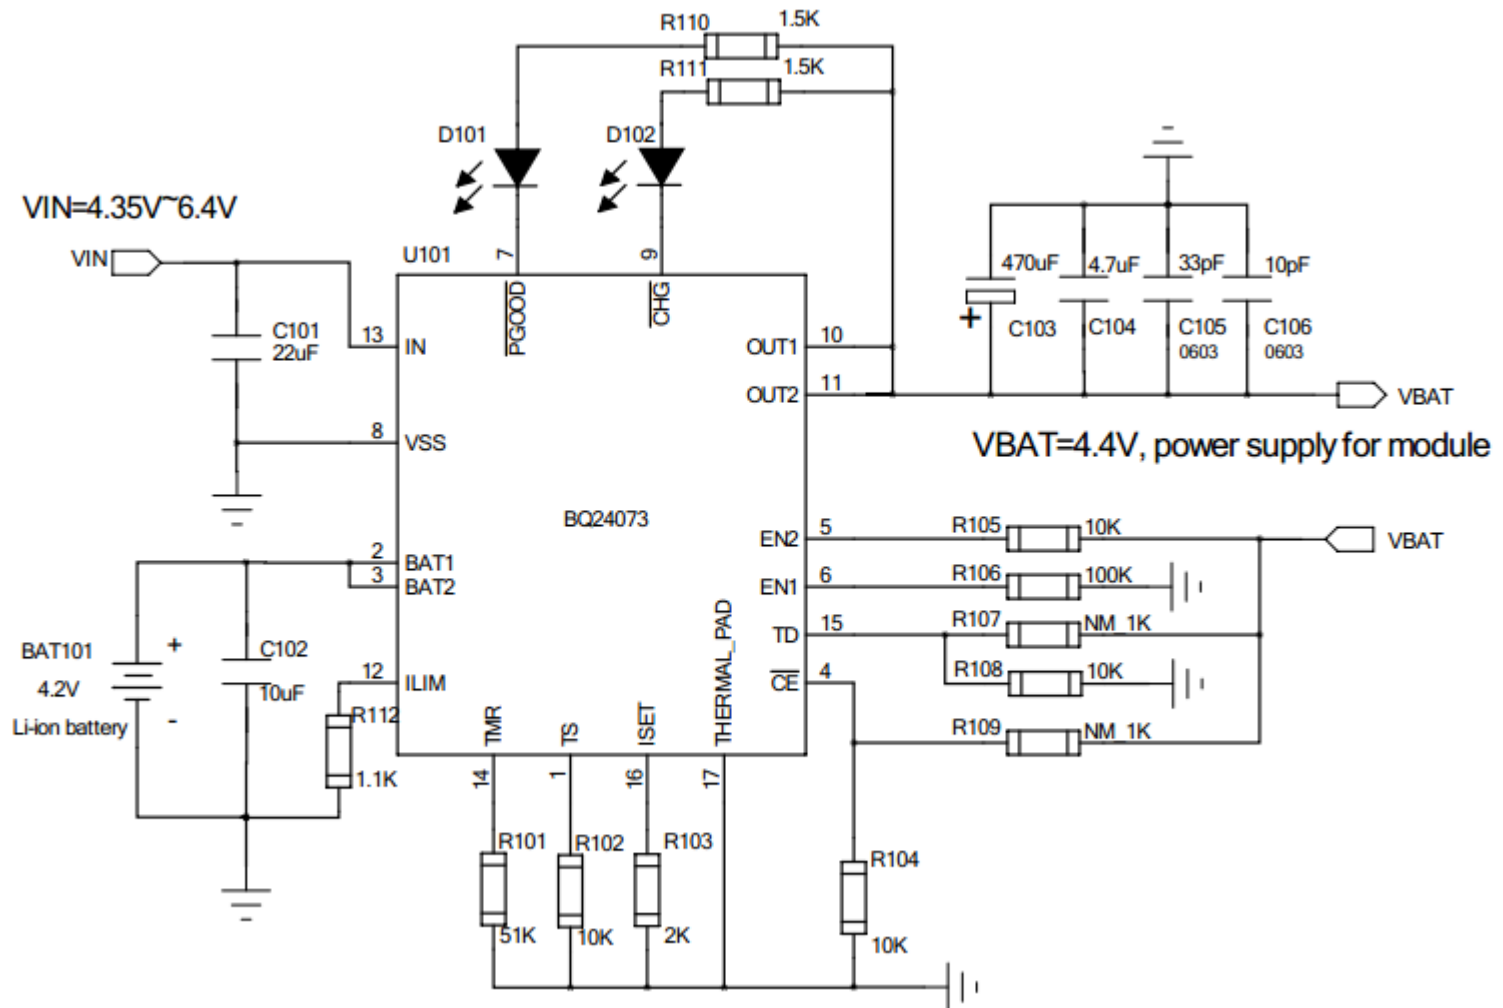 R110 1.5K
R111 1.5K
D101 D102
VIN=4.35V~6.4V
VIN
U101
7 9
PGOOD CHG
470uF 4.7uF 33pF 10pF
+
C103 C104 C105 C106
0603 0603
C101
22uF
13 IN
OUT1 10
OUT2 11
VBAT
8 VSS
VBAT=4.4V, power supply for module
BQ24073
EN2 5 R105 10K
VBAT
2 BAT1
3 BAT2
EN1 6 R106 100K
TD 15 R107 NM_1K
R108 10K
CE 4
R109 NM_1K
BAT101
4.2V
Li-ion battery
+
-
C102
10uF
12 ILIM
R112
1.1K
TMR TS ISET THERMAL_PAD
14 1 16 17
R101 R102 R103 R104
51K 10K 2K 10K